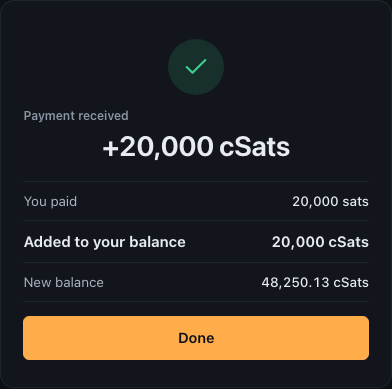 Payment received
+20,000 cSats
You paid 20,000 sats
Added to your balance 20,000 cSats
New balance 48,250.13 cSats
Done